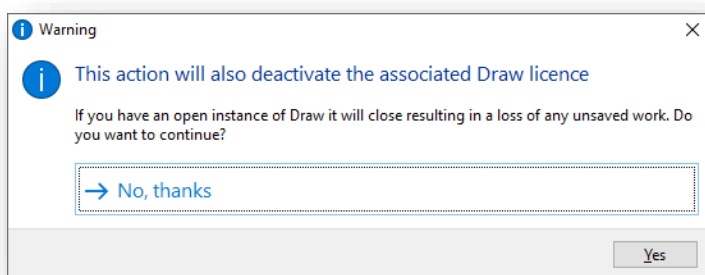 Warning
This action will also deactivate the associated Draw licence
If you have an open instance of Draw it will close resulting in a loss of any unsaved work. Do
you want to continue?
No, thanks
Yes